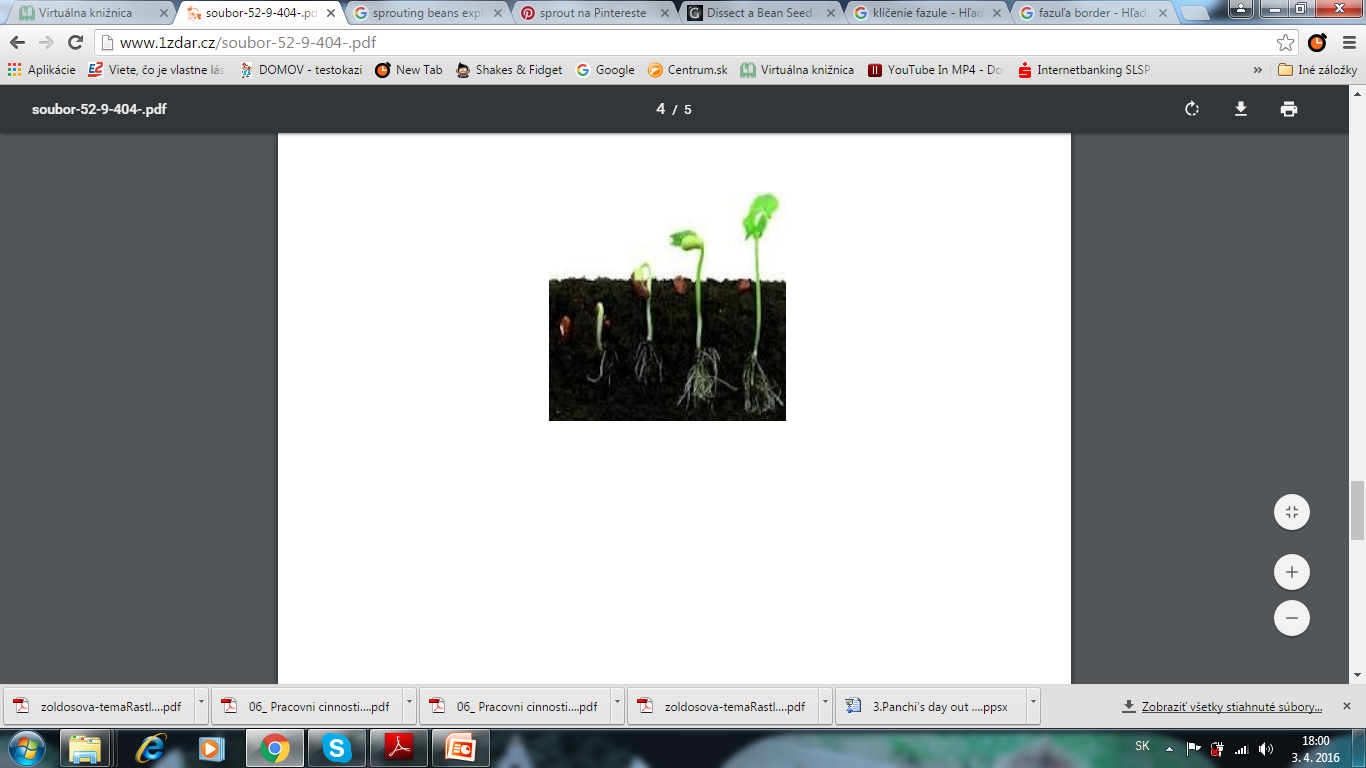 Virtuálna knižnica
soubor-52-9-404-.pd
sprouting beans expl
sprout na Pintereste
Dissect a Bean Seed
klíčenie fazule - Hľad
fazuľa border - Hľad
www.1zdar.cz/soubor-52-9-404-.pdf
Aplikácie
Viete, čo je vlastne lás
DOMOV - testokazi
New Tab
Shakes & Fidget
Google
Centrum.sk
Virtuálna knižnica
YouTube In MP4 - Do
Internetbanking SLSP,
»
Iné záložky
soubor-52-9-404-.pdf
4 / 5
zoldosova-temaRastl....pdf
06_ Pracovni cinnosti....pdf
06_ Pracovni cinnosti....pdf
zoldosova-temaRastl....pdf
3.Panchi's day out ....ppsx
Zobraziť všetky stiahnuté súbory...
SK
18:00
3. 4. 2016